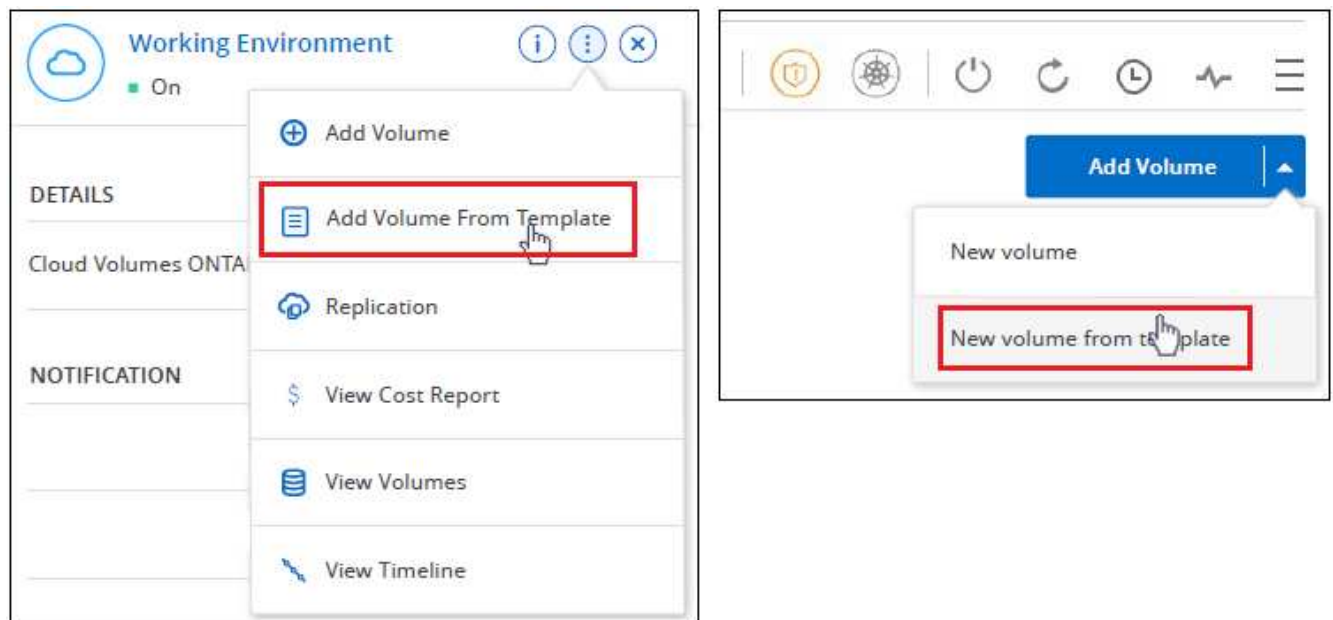 Working Environment
On
Add Volume
DETAILS
Add Volume From Template
Cloud Volumes ONTA
Replication
NOTIFICATION
View Cost Report
View Volumes
View Timeline
Add Volume
New volume
New volume from template